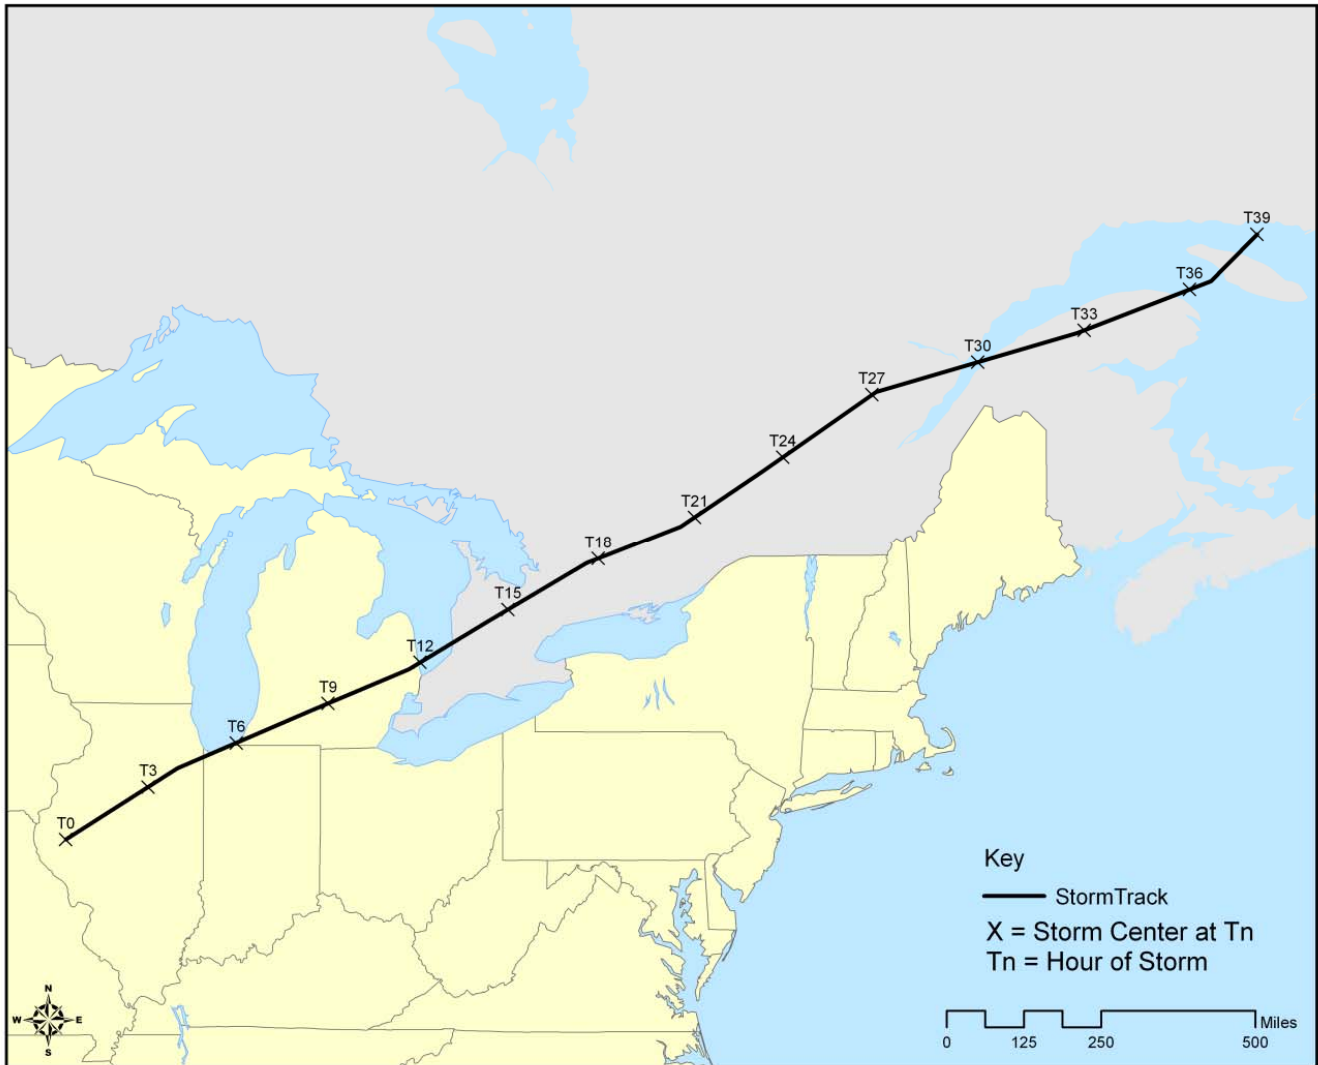 T39
T36
T33
T30
T27
T24
T21
T18
T15
T12
T9
T6
T3
T0
Key
StormTrack
X = Storm Center at Tn
Tn = Hour of Storm
N
W E
S
Miles
0 125 250 500